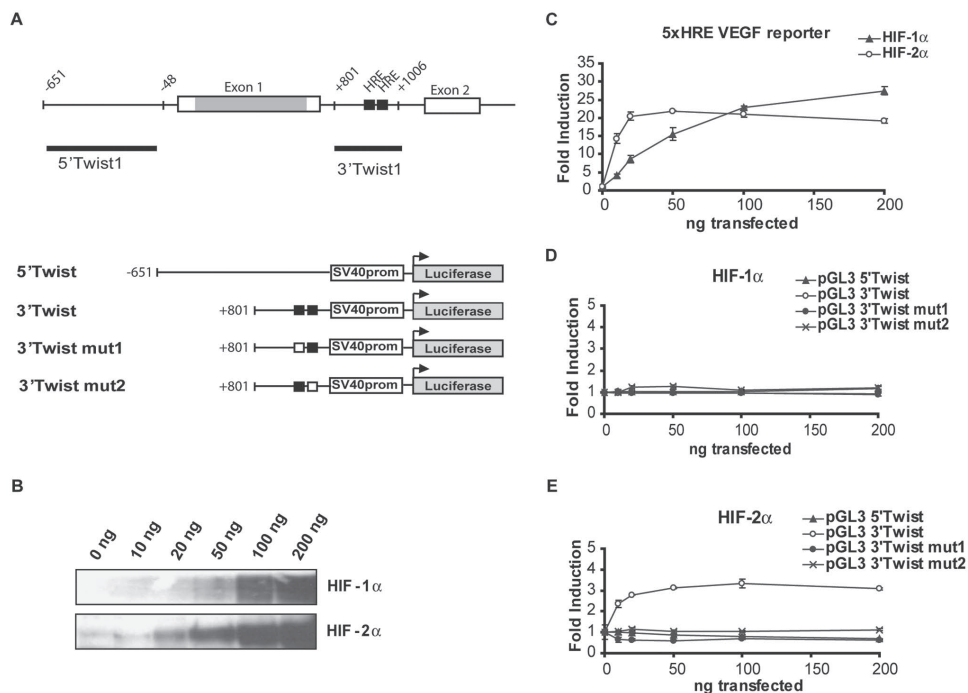 A
-651
-48
Exon 1
+801
HRE
HRE
+1006
Exon 2
5'Twist1
3'Twist1
5'Twist
-651
SV40prom
Luciferase
3'Twist
+801
SV40prom
Luciferase
3'Twist mut1
+801
SV40prom
Luciferase
3'Twist mut2
+801
SV40prom
Luciferase
B
0 ng
10 ng
20 ng
50 ng
100 ng
200 ng
HIF -1α
HIF -2α
C
5xHRE VEGF reporter
HIF-1α
HIF-2α
Fold Induction
35
30
25
20
15
10
5
0
0
50
100
150
200
ng transfected
D
HIF-1α
pGL3 5'Twist
pGL3 3'Twist
pGL3 3'Twist mut1
pGL3 3'Twist mut2
Fold Induction
5
4
3
2
1
0
0
50
100
150
200
ng transfected
E
HIF-2α
pGL3 5'Twist
pGL3 3'Twist
pGL3 3'Twist mut1
pGL3 3'Twist mut2
Fold Induction
5
4
3
2
1
0
0
50
100
150
200
ng transfected